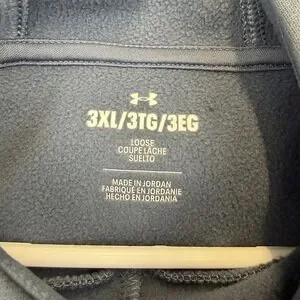 3XL/3TG/3EG
LOOSE
COUPE LÂCHE
SUELTO
MADE IN JORDAN
FABRIQUÉ EN JORDANIE
HECHO EN JORDANIA